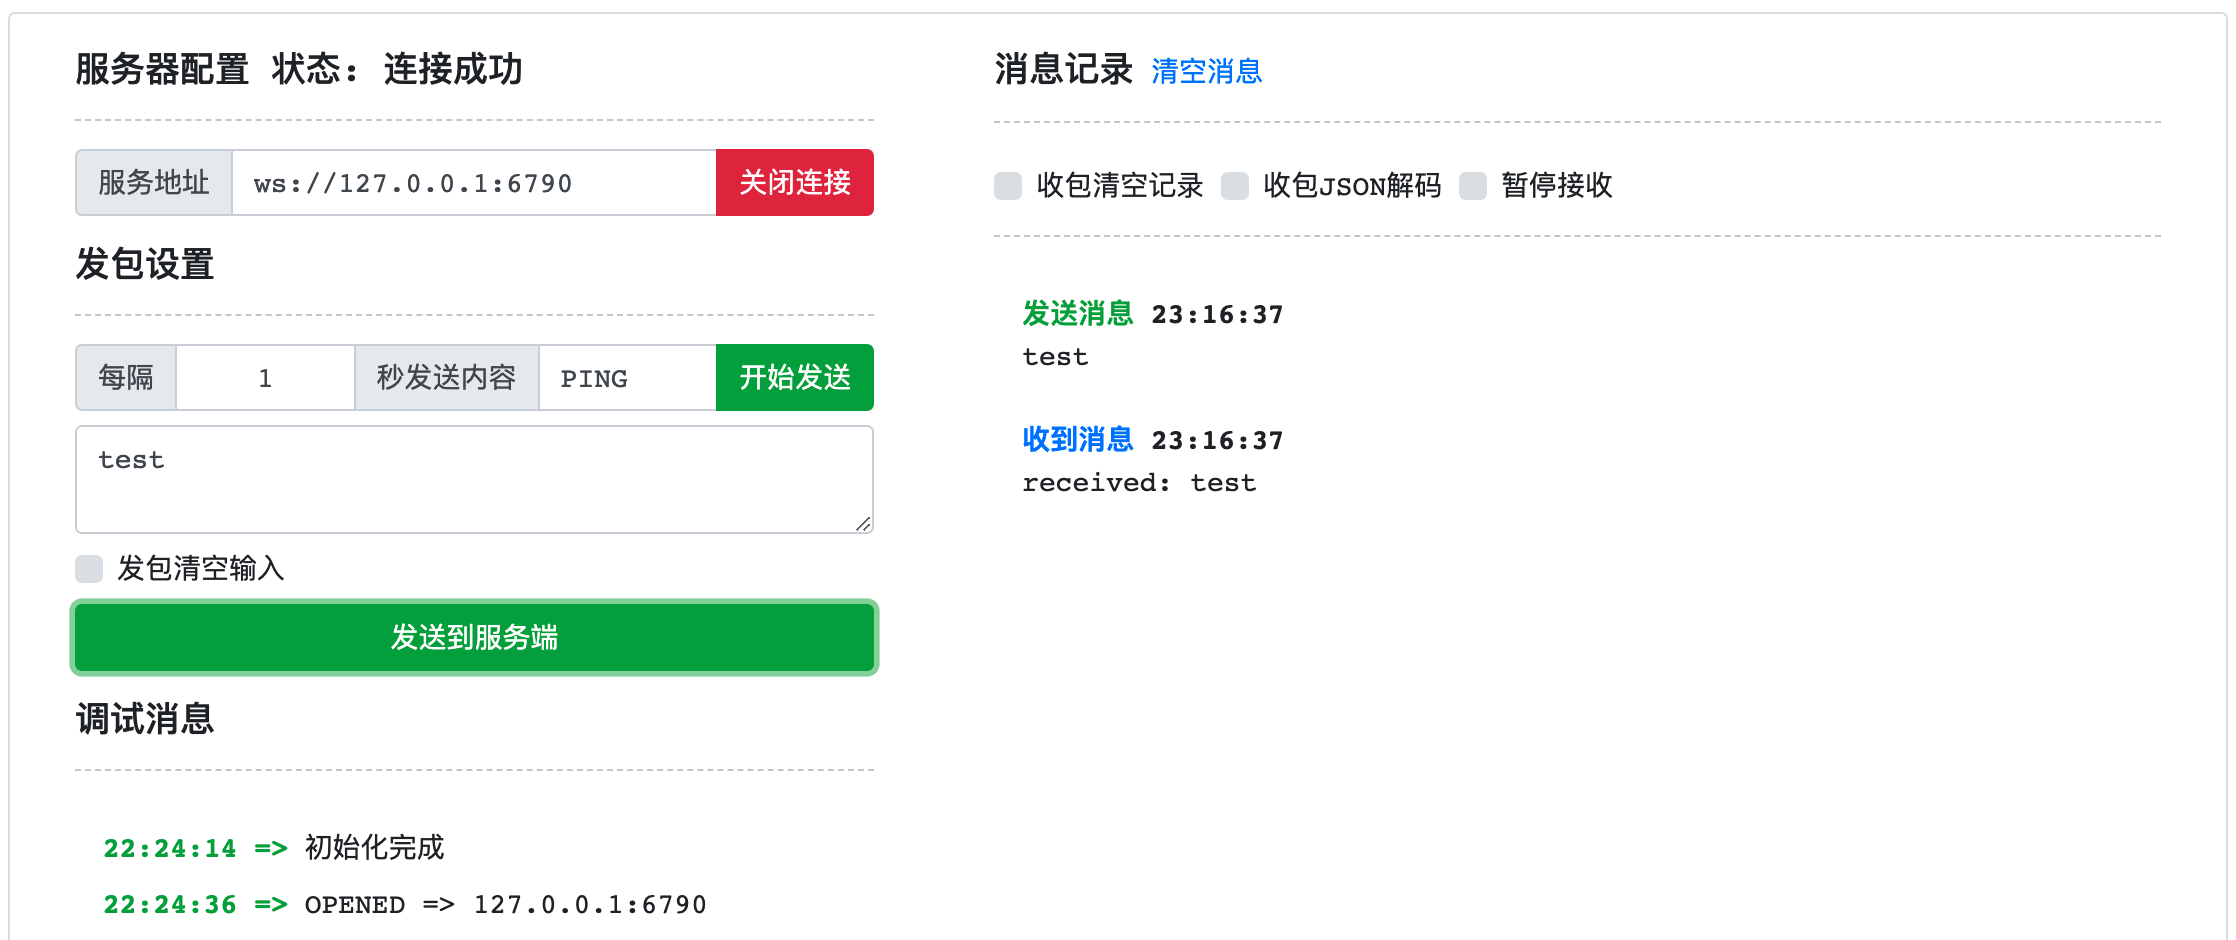 服务器配置 状态: 连接成功
服务地址 ws://127.0.0.1:6790 关闭连接
发包设置
每隔 1 秒发送内容 PING 开始发送
test
发包清空输入
发送到服务端
调试消息
22:24:14 => 初始化完成
22:24:36 => OPENED => 127.0.0.1:6790
消息记录 清空消息
收包清空记录 收包JSON解码 暂停接收
发送消息 23:16:37
test
收到消息 23:16:37
received: test